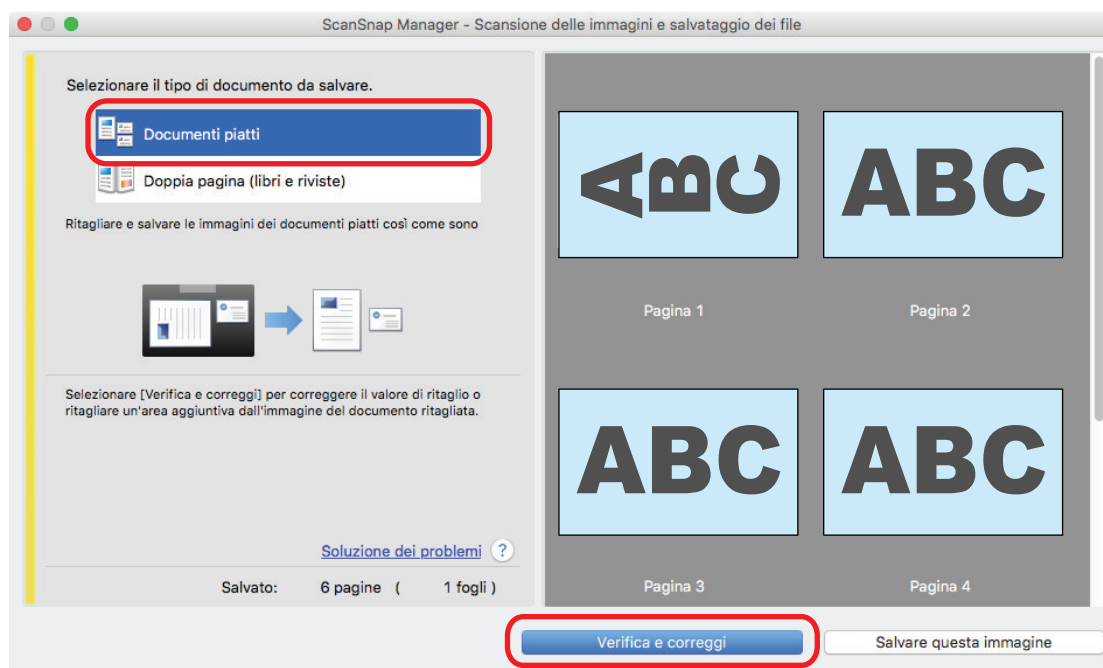 ScanSnap Manager - Scansione delle immagini e salvataggio dei file
Selezionare il tipo di documento da salvare.
Documenti piatti
Doppia pagina (libri e riviste)
Ritagliare e salvare le immagini dei documenti piatti così come sono
Selezionare [Verifica e correggi] per correggere il valore di ritaglio o
ritagliare un'area aggiuntiva dall'immagine del documento ritagliata.
Soluzione dei problemi ?
Salvato: 6 pagine ( 1 fogli )
ABC ABC
Pagina 1 Pagina 2
ABC ABC
Pagina 3 Pagina 4
Verifica e correggi Salvare questa immagine